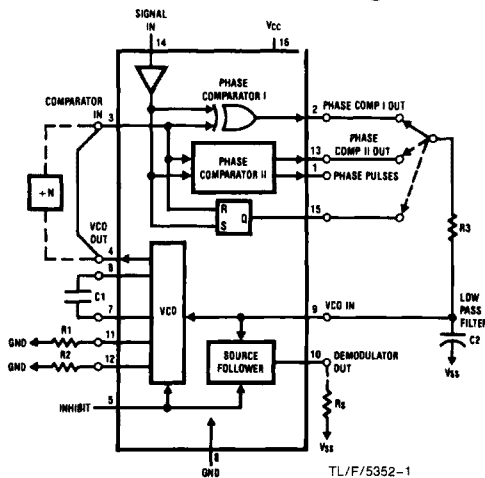 SIGNAL
IN
VCC
14
16
PHASE
COMPARATOR I
COMPARATOR
IN
3
2
PHASE COMP I OUT
PHASE
COMPARATOR II
13
PHASE
COMP II OUT
1
PHASE PULSES
÷N
R
S
Q
15
VCO
OUT
4
R3
6
C1
7
VCO
9
VCO IN
LOW
PASS
FILTER
C2
VSS
GND
R1
11
GND
R2
12
SOURCE
FOLLOWER
10
DEMODULATOR
OUT
INHIBIT
5
RS
VSS
8
GND
TL/F/5352-1